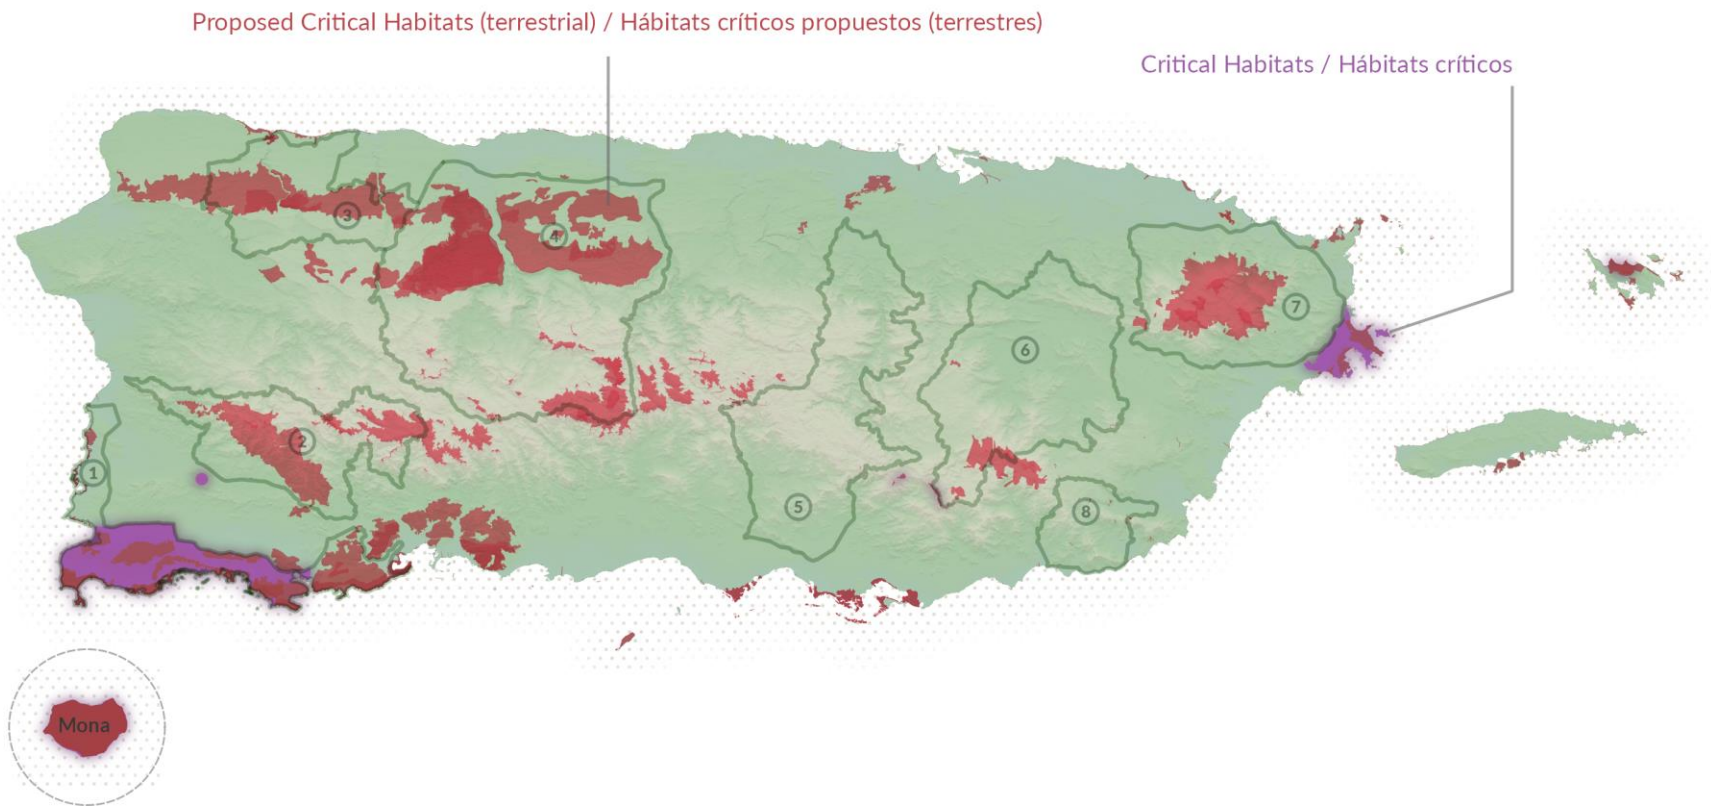 Proposed Critical Habitats (terrestrial) / Hábitats críticos propuestos (terrestres)
Critical Habitats / Hábitats críticos
3
4
7
6
2
1
5
8
Mona